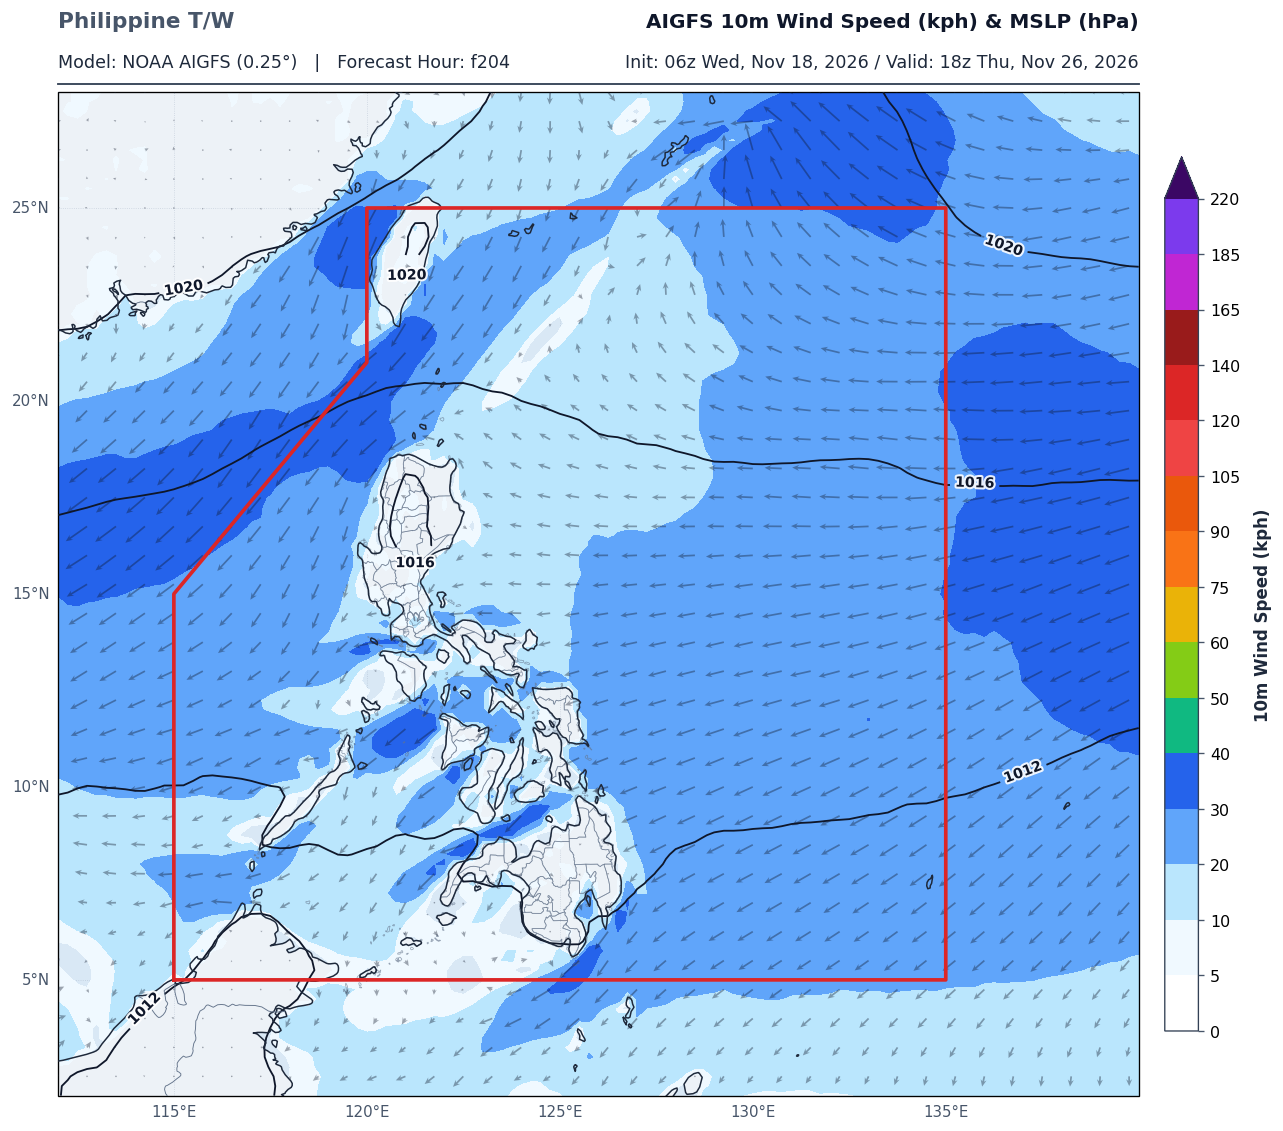 Philippine T/W
AIGFS 10m Wind Speed (kph) & MSLP (hPa)
Model: NOAA AIGFS (0.25°) | Forecast Hour: f204
Init: 06z Wed, Nov 18, 2026 / Valid: 18z Thu, Nov 26, 2026
25°N
20°N
15°N
10°N
5°N
115°E
120°E
125°E
130°E
135°E
1020
1020
1020
1016
1016
1012
1012
220
185
165
140
120
105
90
75
60
50
40
30
20
10
5
0
10m Wind Speed (kph)